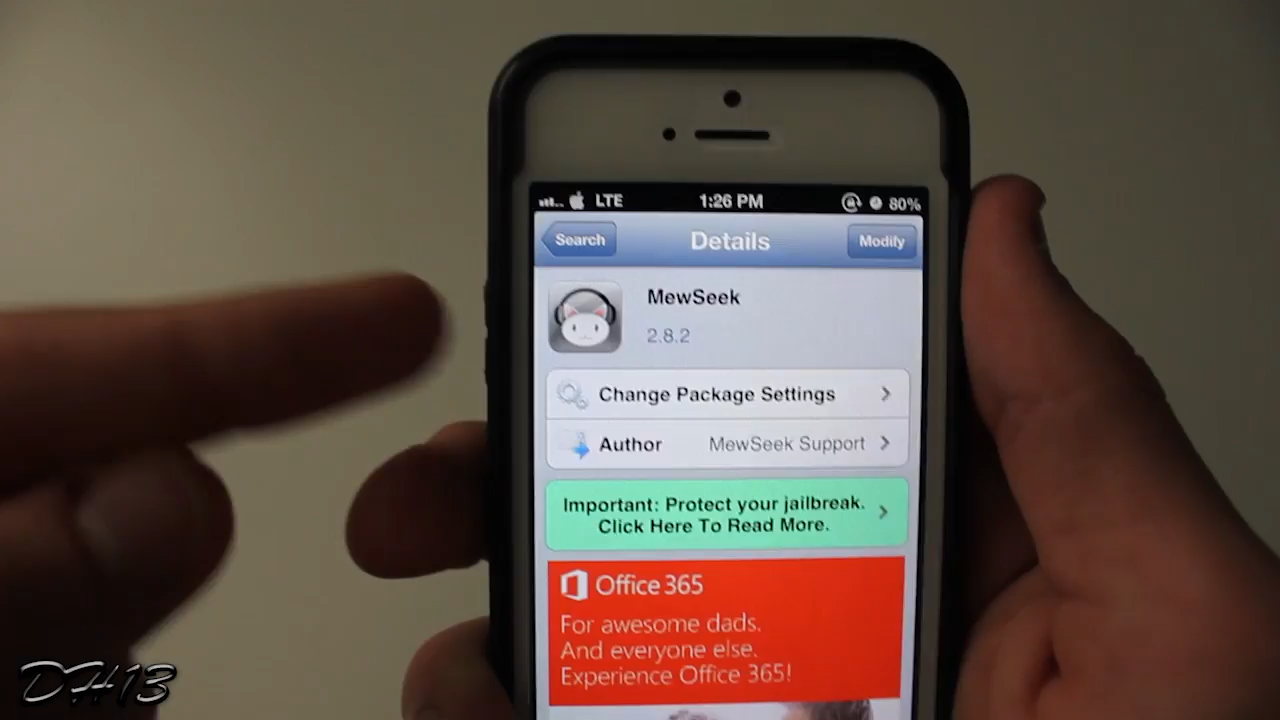 LTE 1:26 PM 80%
Search Details Modify
MewSeek
2.8.2
Change Package Settings
Author MewSeek Support
Important: Protect your jailbreak.
Click Here To Read More.
Office 365
For awesome dads.
And everyone else.
Experience Office 365!
DH13